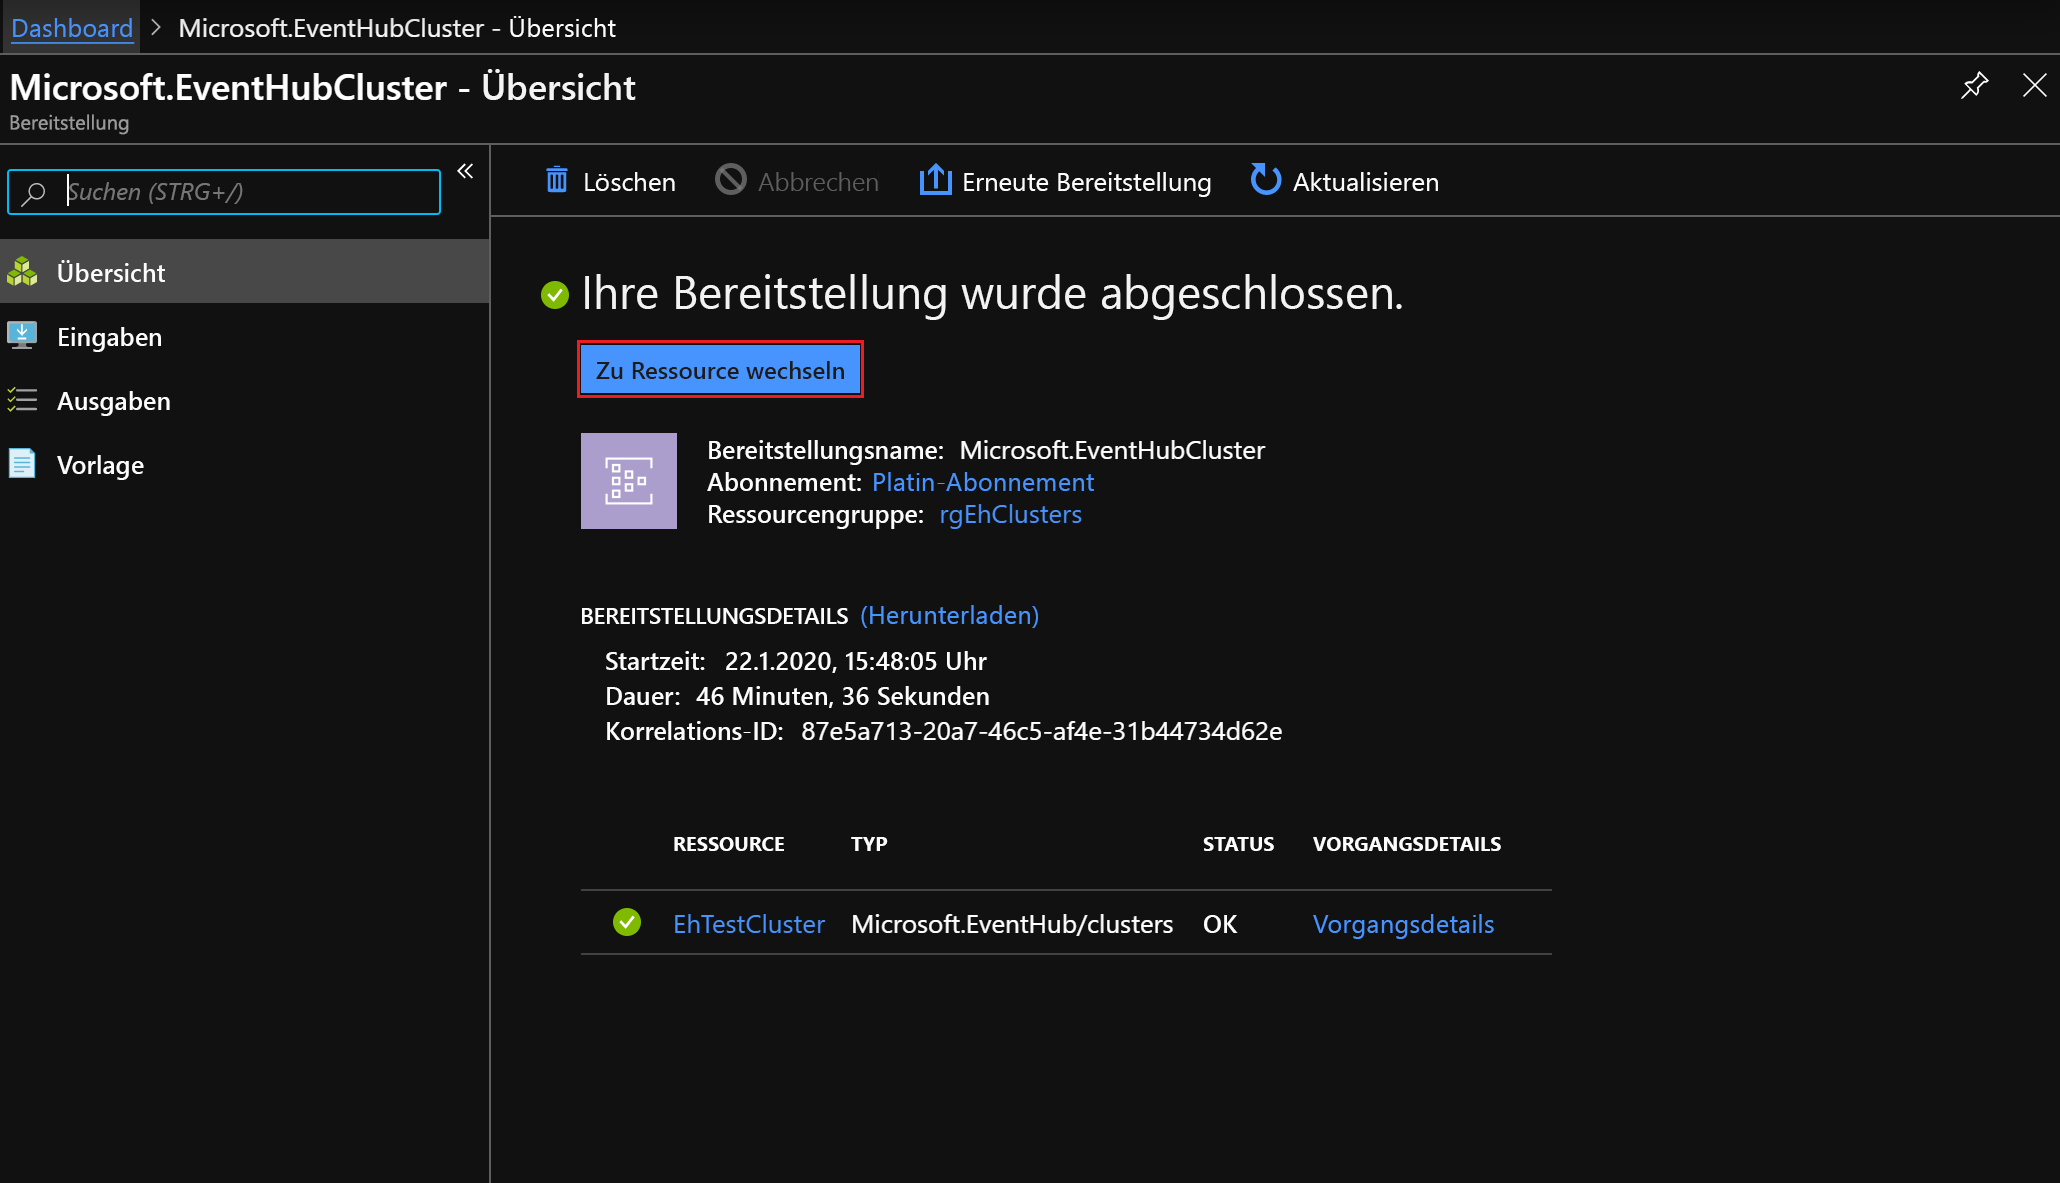 Dashboard > Microsoft.EventHubCluster - Übersicht
Microsoft.EventHubCluster - Übersicht
Bereitstellung
Suchen (STRG+/)
Übersicht
Eingaben
Ausgaben
Vorlage
Löschen Abbrechen Erneute Bereitstellung Aktualisieren
Ihre Bereitstellung wurde abgeschlossen.
Zu Ressource wechseln
Bereitstellungsname: Microsoft.EventHubCluster
Abonnement: Platin-Abonnement
Ressourcengruppe: rgEhClusters
BEREITSTELLUNGSDETAILS (Herunterladen)
Startzeit: 22.1.2020, 15:48:05 Uhr
Dauer: 46 Minuten, 36 Sekunden
Korrelations-ID: 87e5a713-20a7-46c5-af4e-31b44734d62e
RESSOURCE TYP STATUS VORGANGSDETAILS
EhTestCluster Microsoft.EventHub/clusters OK Vorgangsdetails